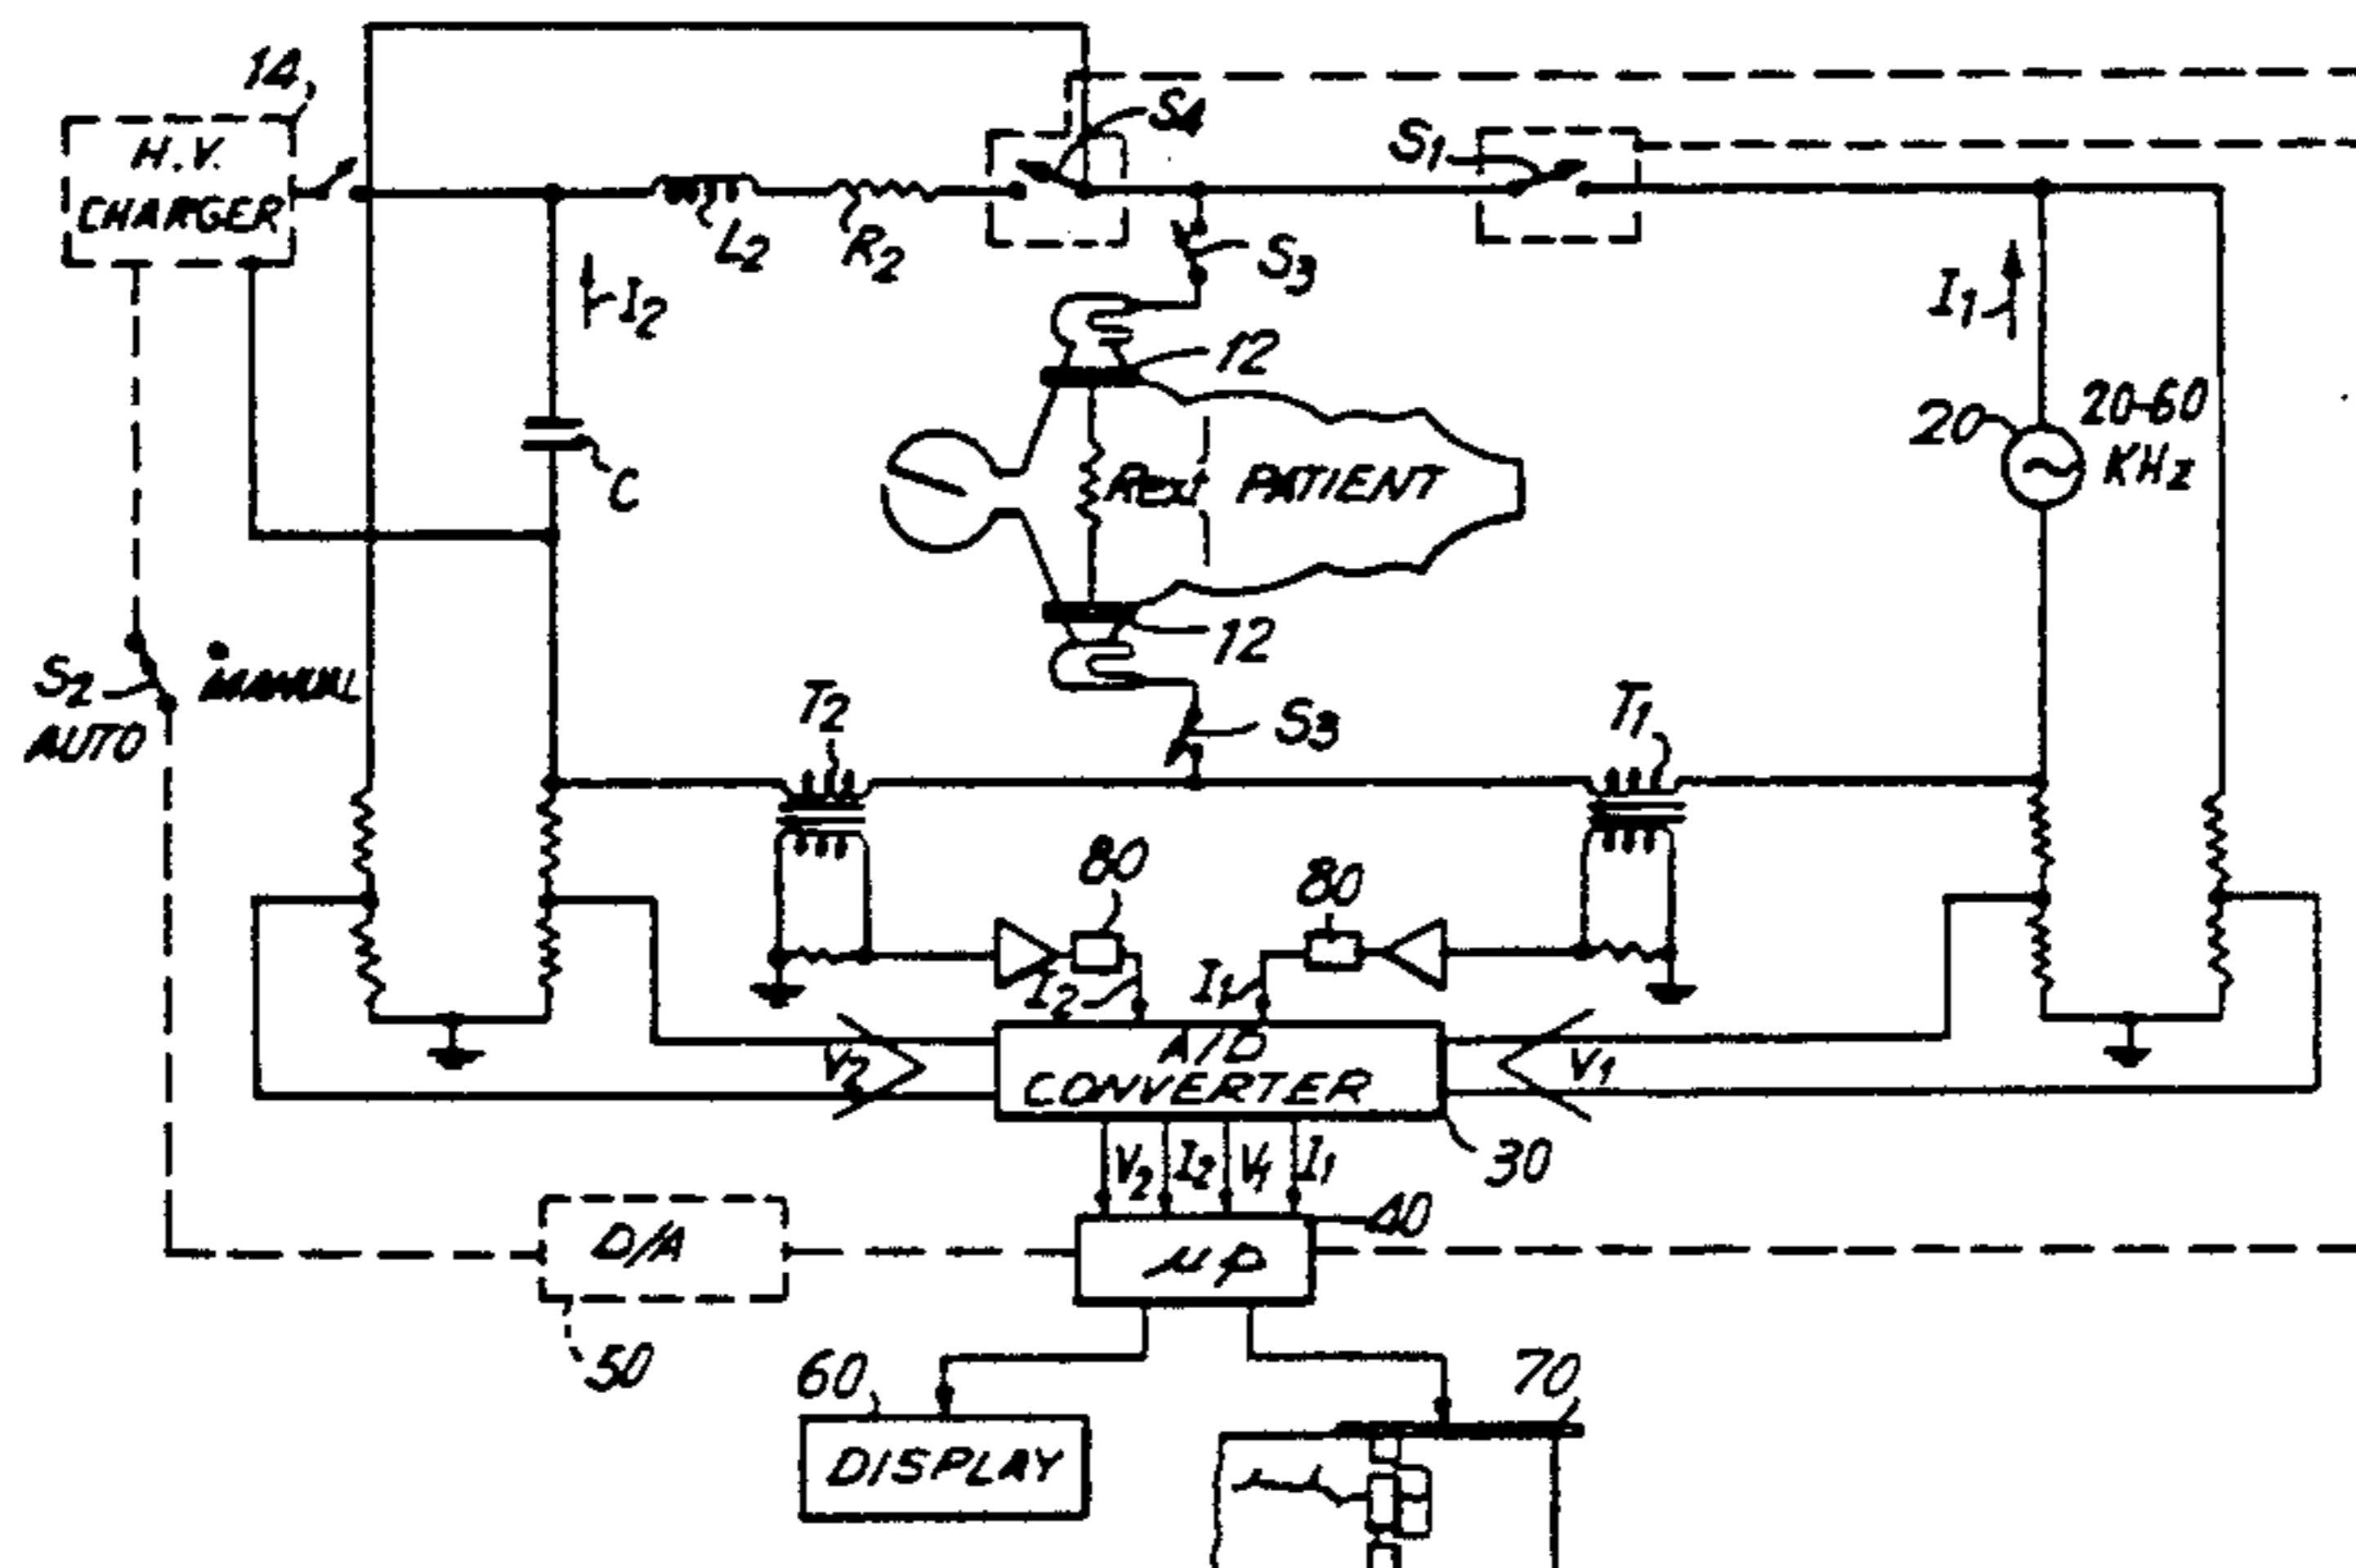 14
H.V.
CHARGER
S4
S1
L2
R2
S3
I2
I1
12
20
20-60
KHz
C
Rext
PATIENT
12
S2
MANUAL
AUTO
T2
S3
T1
80
80
I2
I1
V2
A/D
CONVERTER
V1
V2 I2 V1 I1
30
40
D/A
μP
50
60
70
DISPLAY